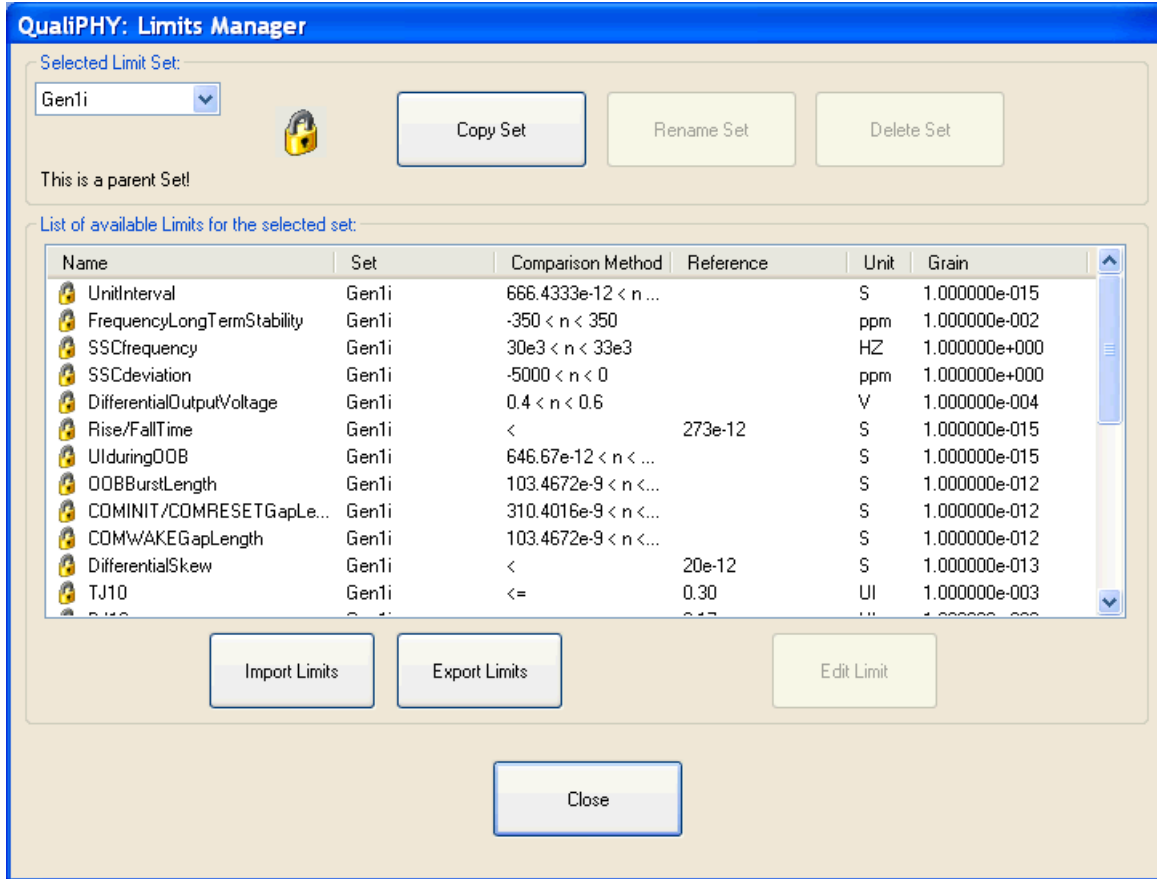 QualiPHY: Limits Manager
Selected Limit Set:
Gen1i
Copy Set Rename Set Delete Set
This is a parent Set!
List of available Limits for the selected set:
Name Set Comparison Method Reference Unit Grain
UnitInterval Gen1i 666.4333e-12 < n ... S 1.000000e-015
FrequencyLongTermStability Gen1i -350 < n < 350 ppm 1.000000e-002
SSCfrequency Gen1i 30e3 < n < 33e3 HZ 1.000000e+000
SSCdeviation Gen1i -5000 < n < 0 ppm 1.000000e+000
DifferentialOutputVoltage Gen1i 0.4 < n < 0.6 V 1.000000e-004
Rise/FallTime Gen1i < 273e-12 S 1.000000e-015
UIduringOOB Gen1i 646.67e-12 < n < ... S 1.000000e-015
OOBBurstLength Gen1i 103.4672e-9 < n <... S 1.000000e-012
COMINIT/COMRESETGapLe... Gen1i 310.4016e-9 < n <... S 1.000000e-012
COMWAKEGapLength Gen1i 103.4672e-9 < n <... S 1.000000e-012
DifferentialSkew Gen1i < 20e-12 S 1.000000e-013
TJ10 Gen1i <= 0.30 UI 1.000000e-003
Import Limits Export Limits Edit Limit
Close